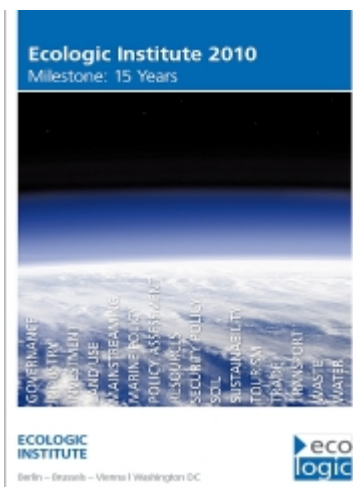 Ecologic Institute 2010
Milestone: 15 Years
GOVERNANCE
INDUSTRY
INVESTMENT
LAND USE
MAINSTREAMING
MARINE POLICY
POLICY ASSESSMENT
RESOURCES
SECURITY POLICY
SOIL
SUSTAINABILITY
TOURISM
TRADE
TRANSPORT
WASTE
WATER
ECOLOGIC
INSTITUTE
eco
logic
Berlin – Brussels – Vienna | Washington DC